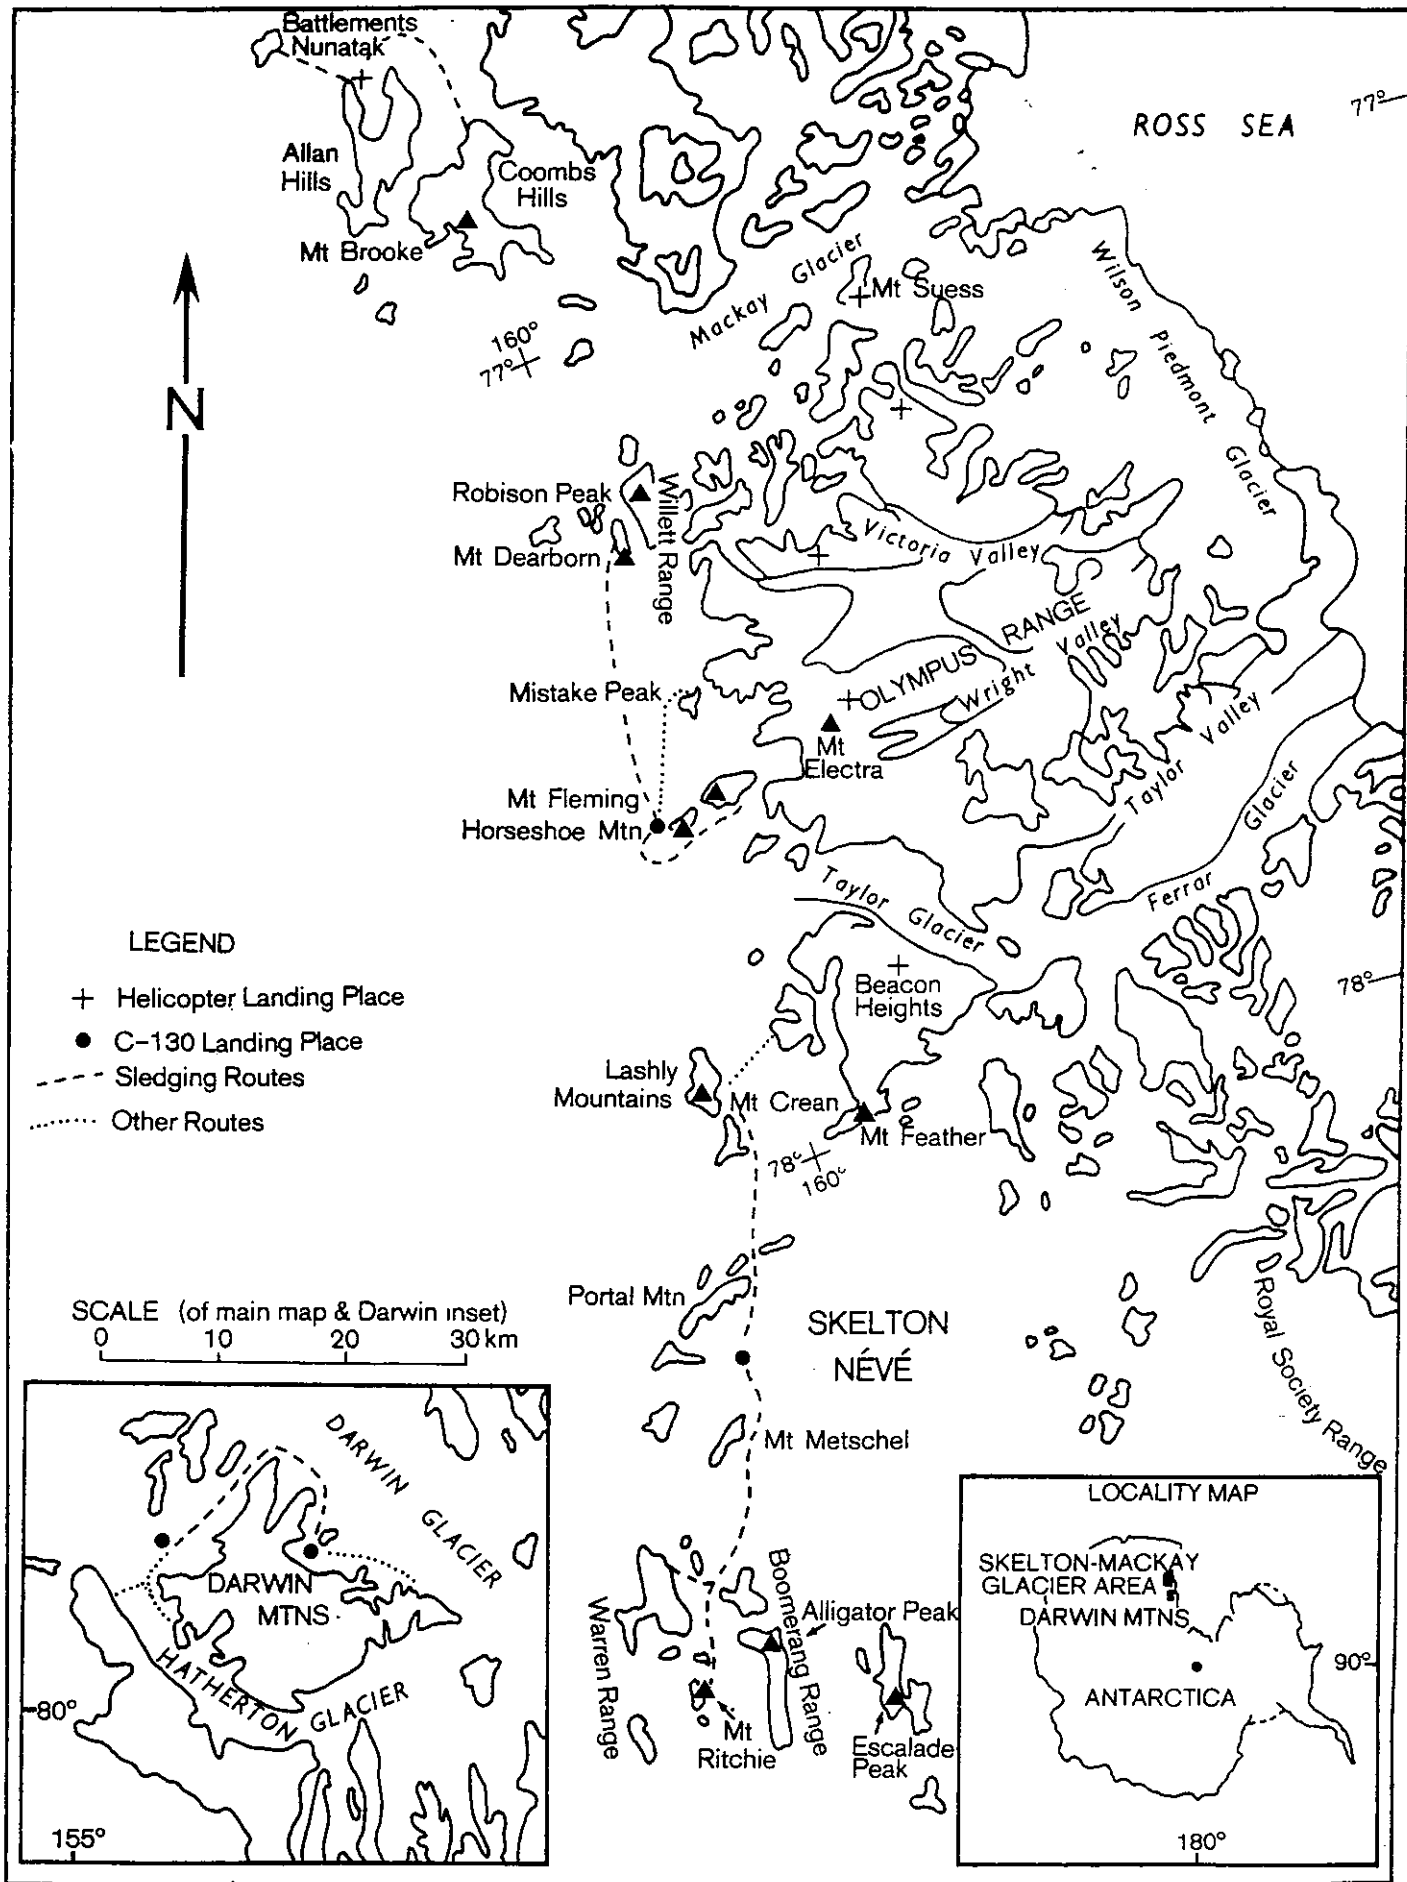 Battlements
Nunatak
ROSS SEA
77°
Allan
Hills
Coombs
Hills
Mt Brooke
Mackay Glacier
Mt Suess
Wilson Piedmont Glacier
160°
77°
N
Robison Peak
Willett Range
Mt Dearborn
Victoria Valley
OLYMPUS RANGE
Wright Valley
Mistake Peak
Mt
Electra
Taylor Valley
Mt Fleming
Horseshoe Mtn
Ferrar Glacier
Taylor Glacier
LEGEND
Helicopter Landing Place
C-130 Landing Place
Sledging Routes
Other Routes
Beacon
Heights
78°
Lashly
Mountains
Mt Crean
Mt Feather
78°
160°
Portal Mtn
SKELTON
NÉVÉ
Royal Society Range
Mt Metschel
SCALE (of main map & Darwin inset)
0 10 20 30 km
DARWIN GLACIER
DARWIN
MTNS
HATHERTON GLACIER
80°
155°
Warren Range
Boomerang Range
Alligator Peak
Mt
Ritchie
Escalade
Peak
LOCALITY MAP
SKELTON-MACKAY
GLACIER AREA
DARWIN MTNS
90°
ANTARCTICA
180°